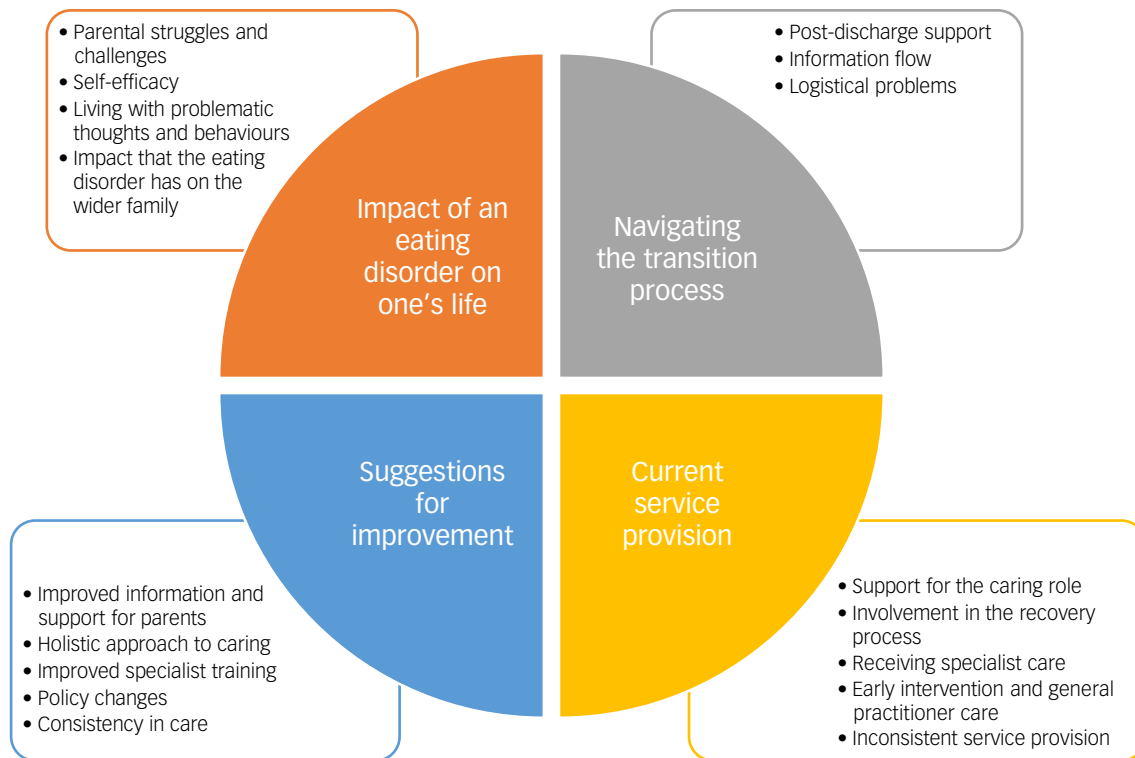 • Parental struggles and
challenges
• Self-efficacy
• Living with problematic
thoughts and behaviours
• Impact that the eating
disorder has on the
wider family
• Post-discharge support
• Information flow
• Logistical problems
Impact of an
eating
disorder on
one's life
Navigating
the transition
process
Suggestions
for
improvement
Current
service
provision
• Improved information and
support for parents
• Holistic approach to caring
• Improved specialist training
• Policy changes
• Consistency in care
• Support for the caring role
• Involvement in the recovery
process
• Receiving specialist care
• Early intervention and general
practitioner care
• Inconsistent service provision